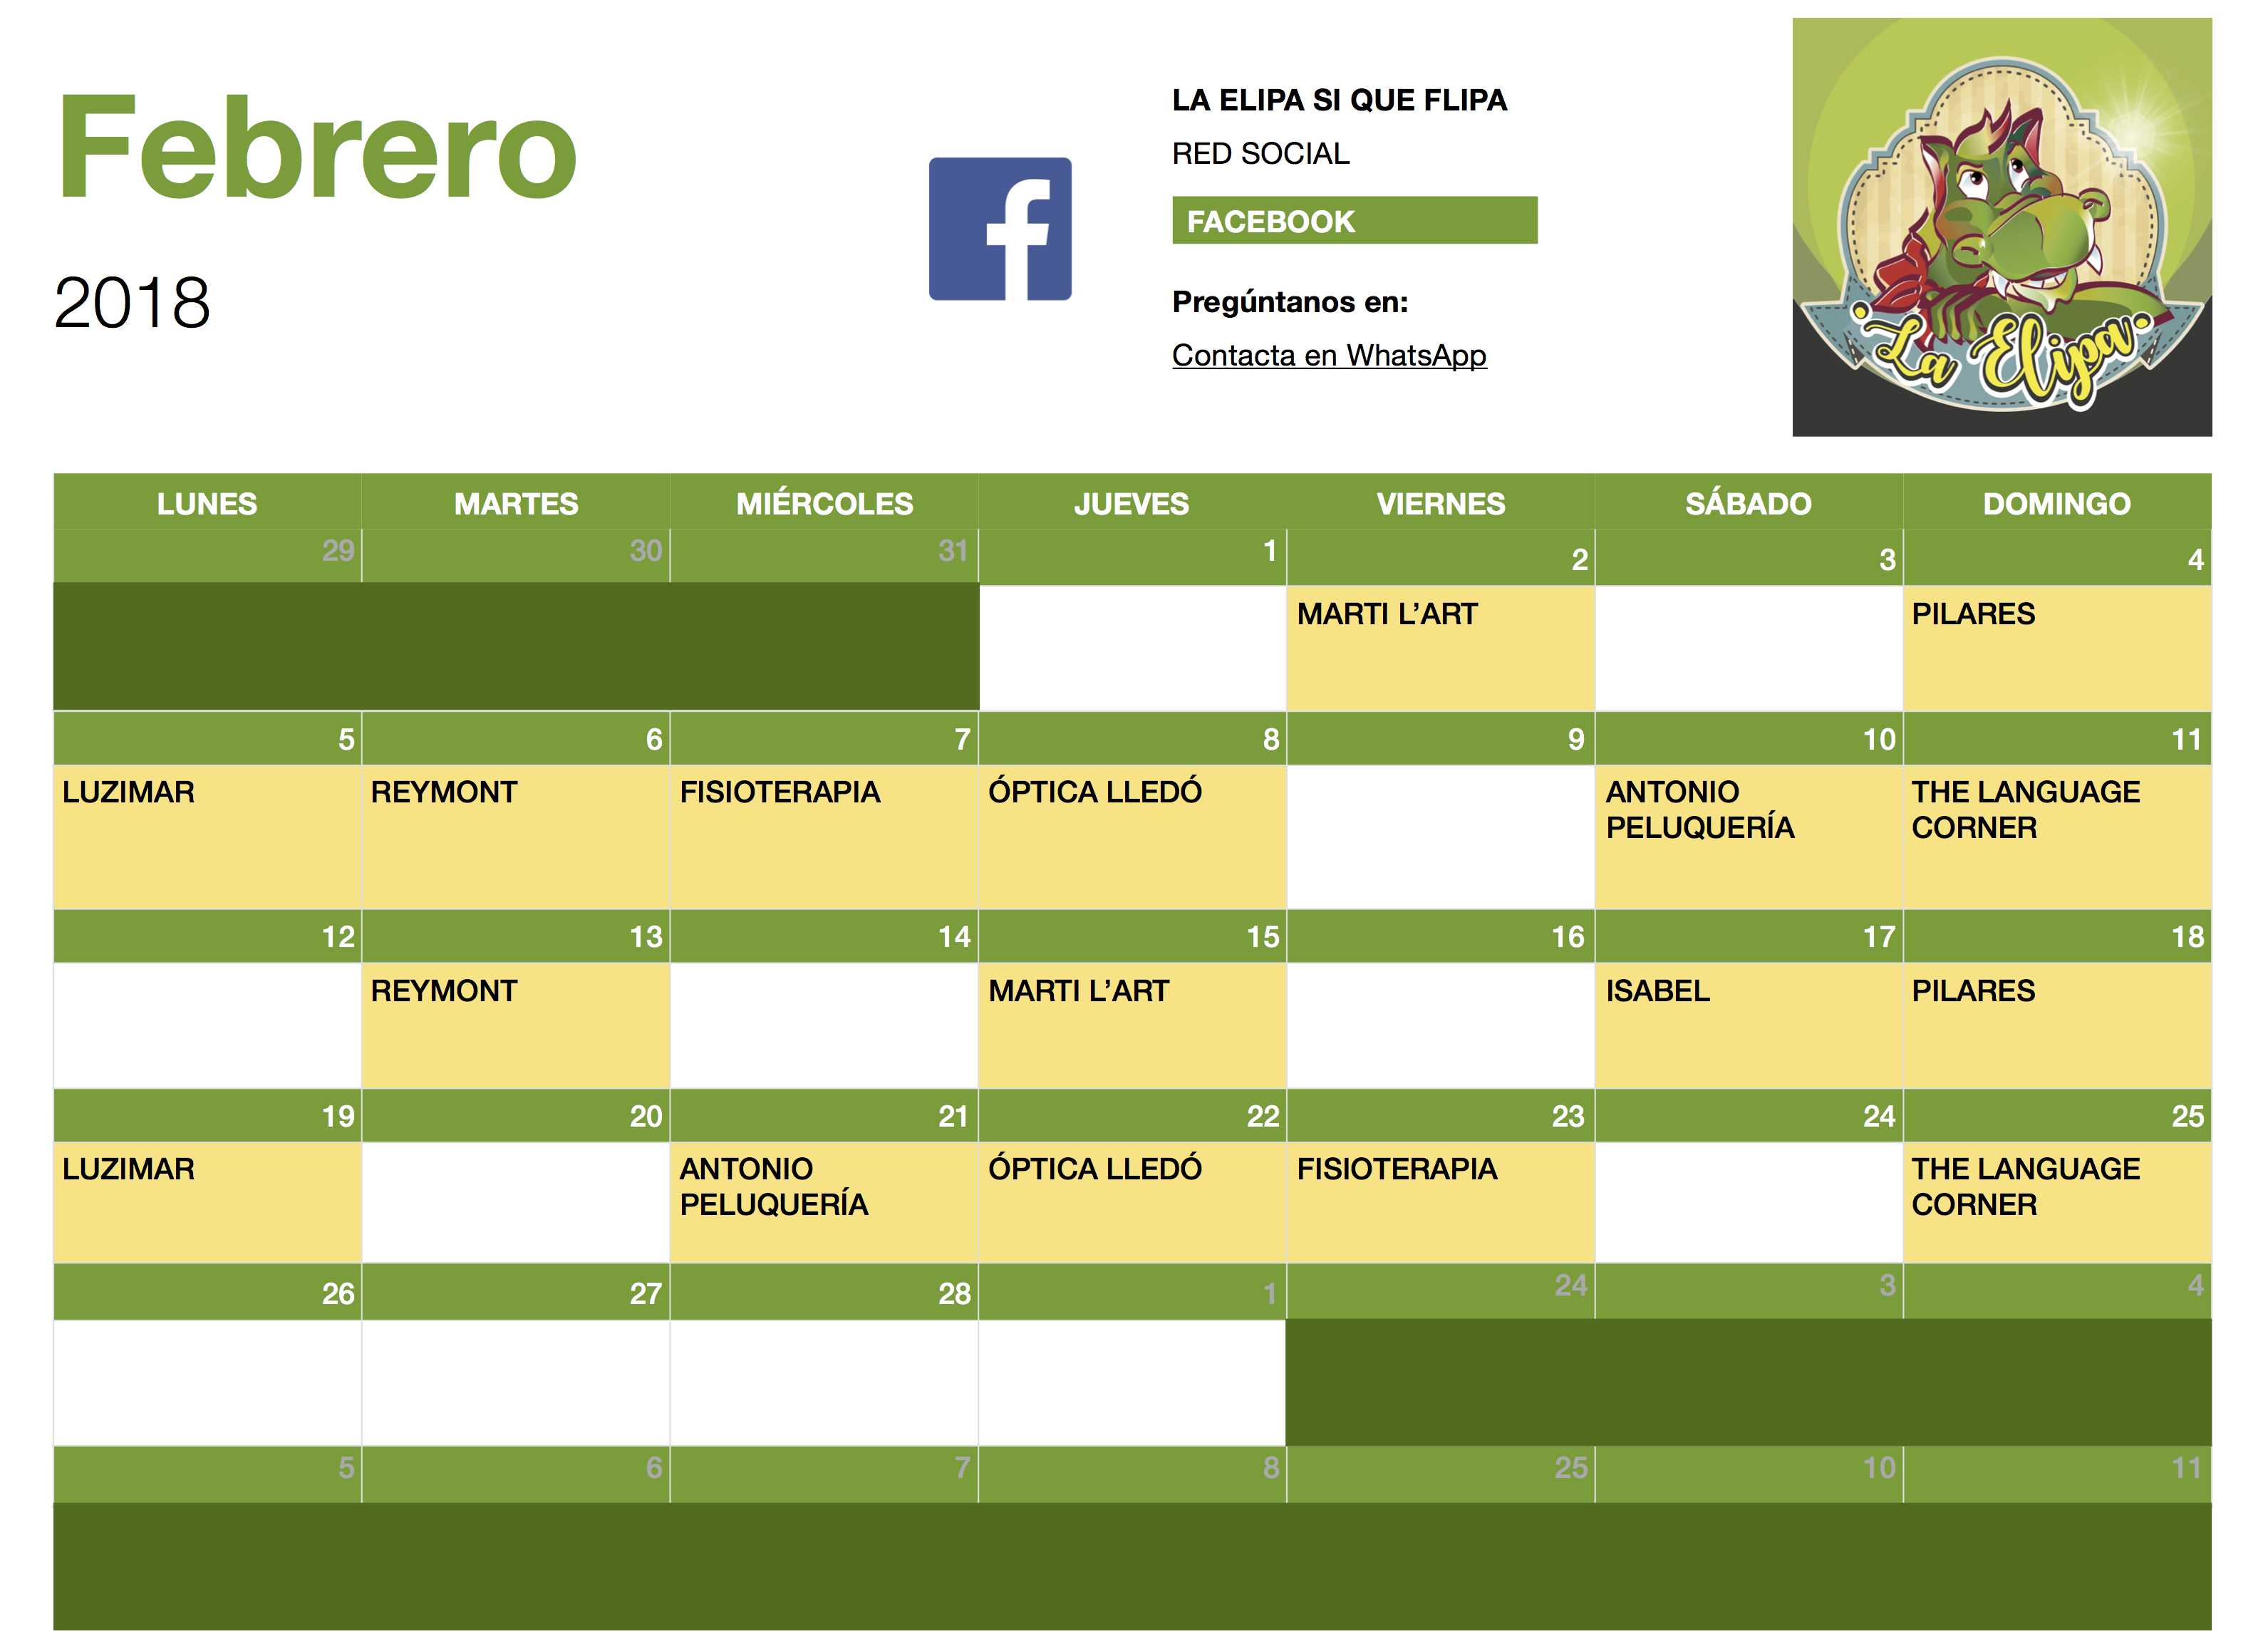 Febrero
2018
LA ELIPA SI QUE FLIPA
RED SOCIAL
FACEBOOK
Pregúntanos en:
Contacta en WhatsApp
La Elipa
LUNES MARTES MIÉRCOLES JUEVES VIERNES SÁBADO DOMINGO
29 30 31 1 2 3 4
MARTI L’ART PILARES
5 6 7 8 9 10 11
LUZIMAR REYMONT FISIOTERAPIA ÓPTICA LLEDÓ ANTONIO THE LANGUAGE
PELUQUERÍA CORNER
12 13 14 15 16 17 18
REYMONT MARTI L’ART ISABEL PILARES
19 20 21 22 23 24 25
LUZIMAR ANTONIO ÓPTICA LLEDÓ FISIOTERAPIA THE LANGUAGE
PELUQUERÍA CORNER
26 27 28 1 24 3 4
5 6 7 8 25 10 11